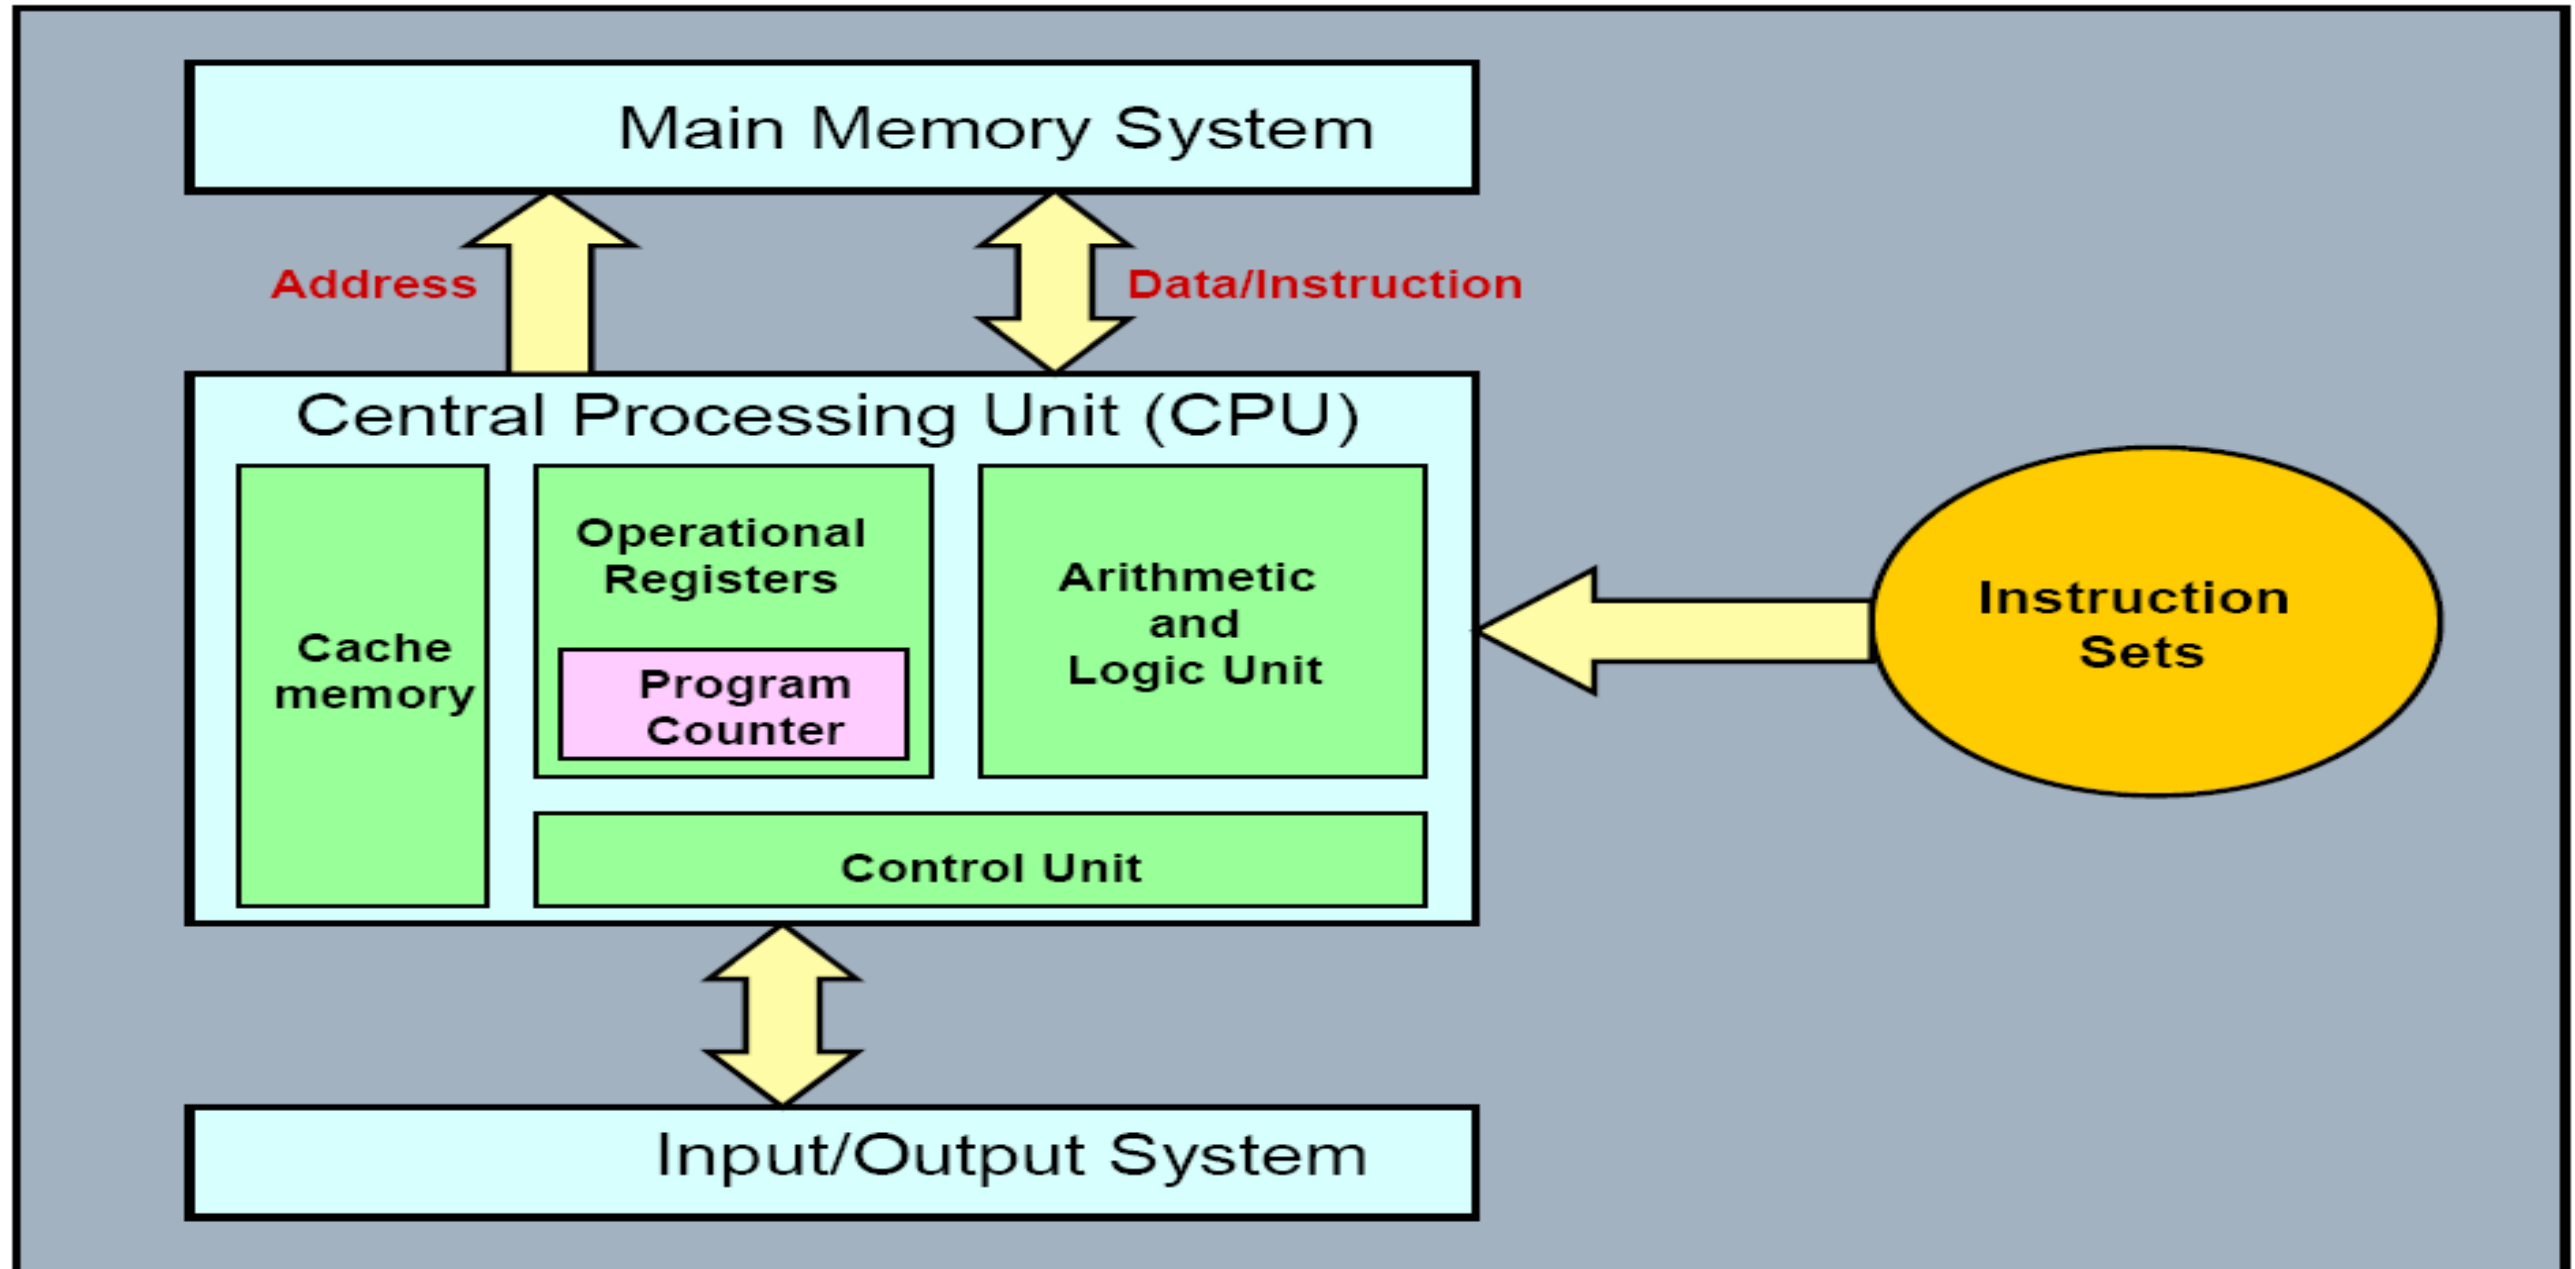 Main Memory System
Address
Data/Instruction
Central Processing Unit (CPU)
Cache
memory
Operational
Registers
Program
Counter
Arithmetic
and
Logic Unit
Control Unit
Instruction
Sets
Input/Output System